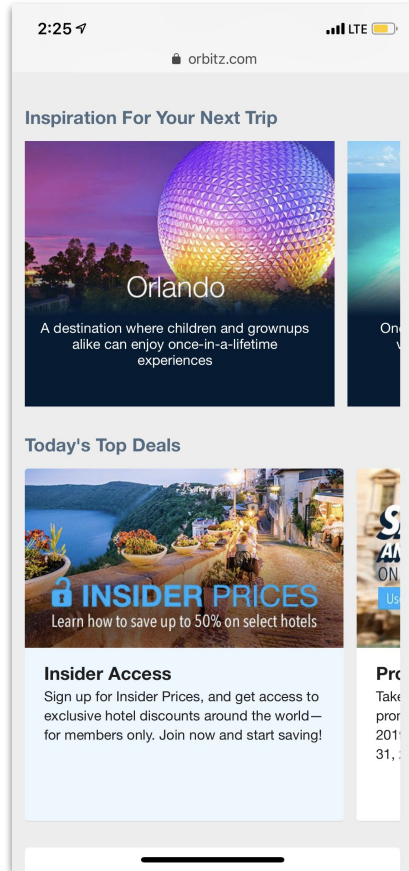 2:25
LTE
orbitz.com
Inspiration For Your Next Trip
Orlando
A destination where children and grownups
alike can enjoy once-in-a-lifetime
experiences
Today's Top Deals
ON
INSIDER PRICES
Learn how to save up to 50% on select hotels
Insider Access
Sign up for Insider Prices, and get access to
exclusive hotel discounts around the world—
for members only. Join now and start saving!
Take
31,